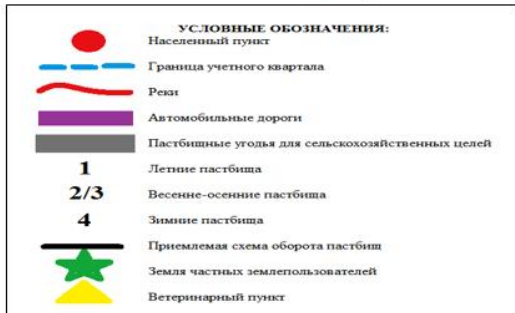 УСЛОВНЫЕ ОБОЗНАЧЕНИЯ:
Населенный пункт
Граница учетного квартала
Реки
Автомобильные дороги
Пастбищные угодья для сельскохозяйственных целей
1 Летние пастбища
2/3 Весенне-осенние пастбища
4 Зимние пастбища
Приемлемая схема оборота пастбищ
Земля частных землепользователей
Ветеринарный пункт